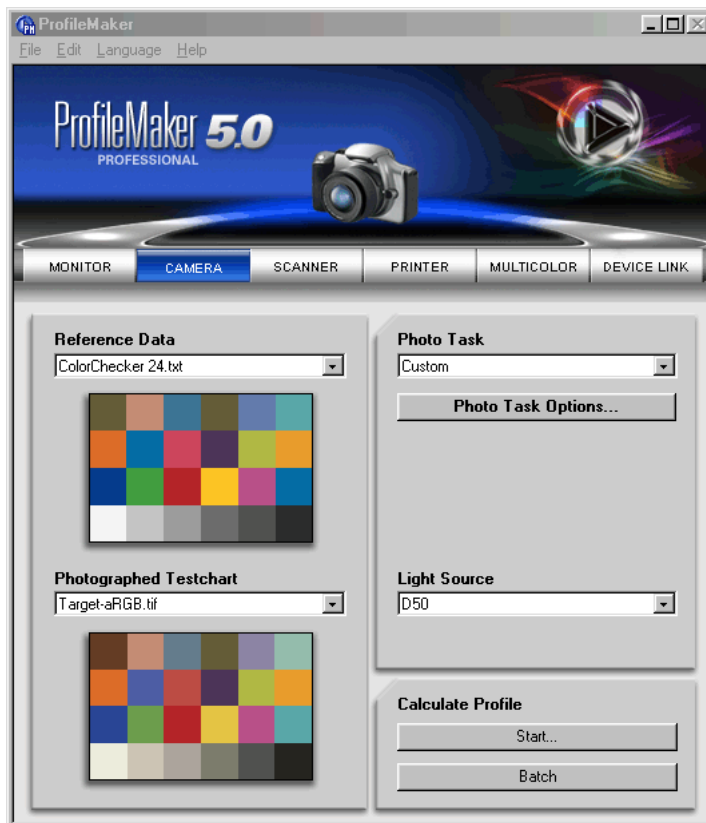 ProfileMaker
File Edit Language Help
ProfileMaker 5.0
PROFESSIONAL
MONITOR CAMERA SCANNER PRINTER MULTICOLOR DEVICE LINK
Reference Data
ColorChecker 24.txt
Photographed Testchart
Target-aRGB.tif
Photo Task
Custom
Photo Task Options...
Light Source
D50
Calculate Profile
Start...
Batch